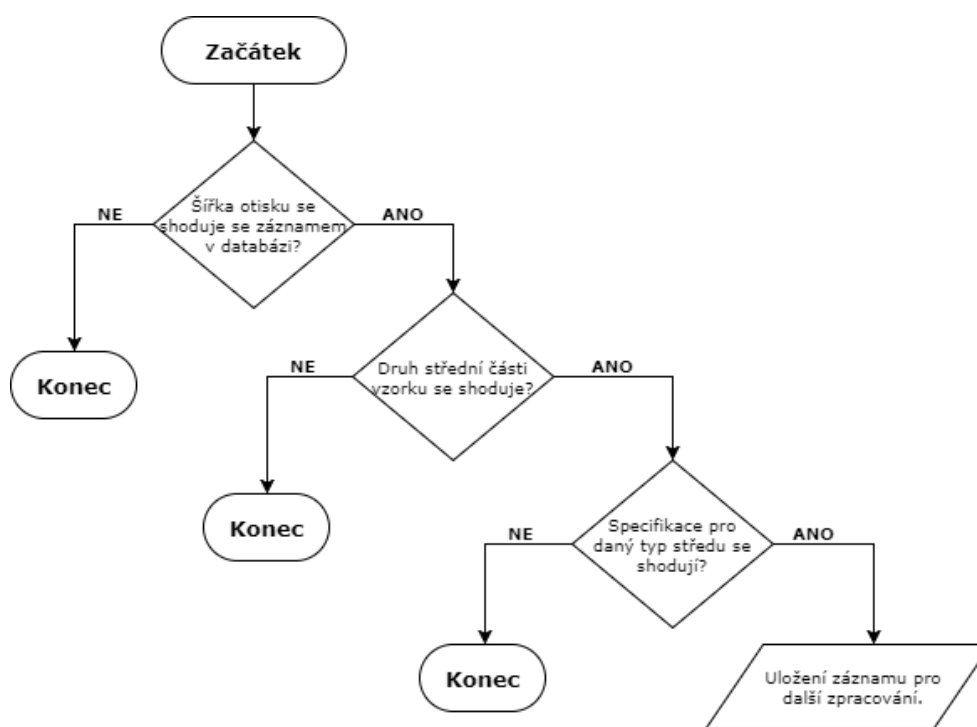 Začátek
Šířka otisku se
shoduje se záznamem
v databázi?
NE
ANO
Konec
Druh střední části
vzorku se shoduje?
NE
ANO
Konec
Specifikace pro
daný typ středu se
shodují?
NE
ANO
Konec
Uložení záznamu pro
další zpracování.